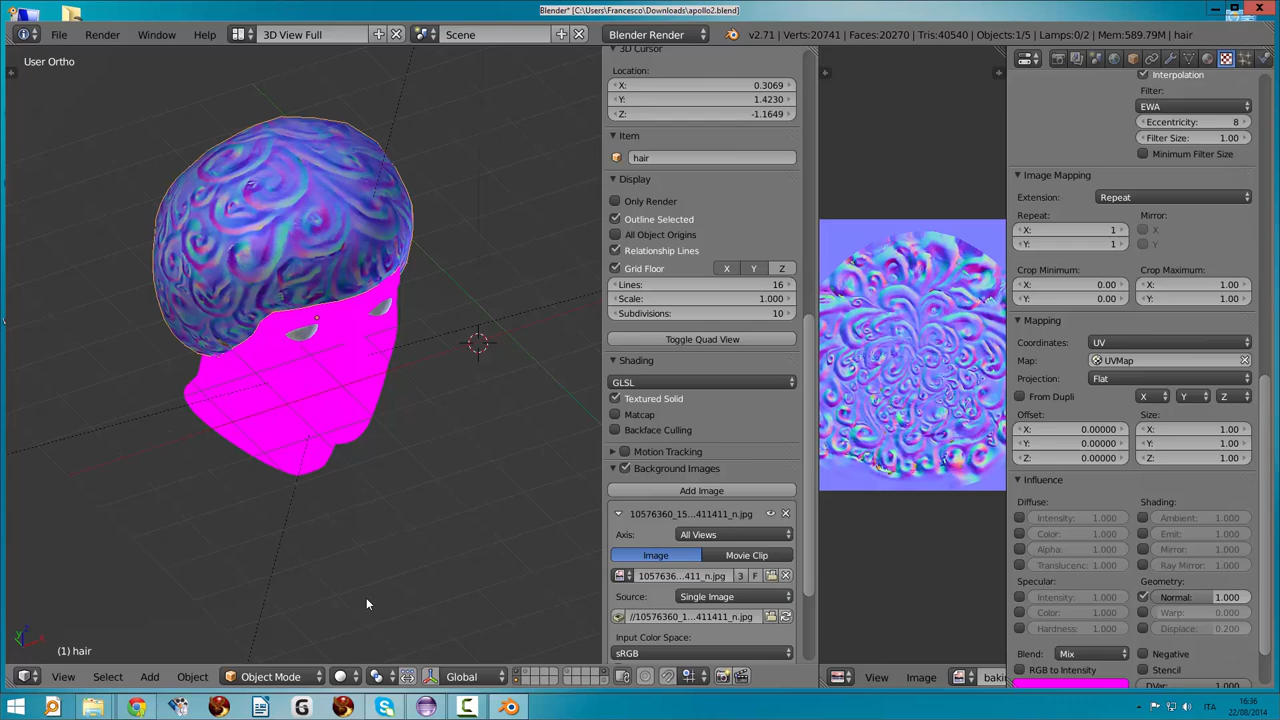 Blender* [C:\Users\Francesco\Downloads\apollo2.blend]
File Render Window Help 3D View Full Scene Blender Render v2.71 | Verts:20741 | Faces:20270 | Tris:40540 | Objects:1/5 | Lamps:0/2 | Mem:589.79M | hair
User Ortho
3D Cursor
Location:
X: 0.3069
Y: 1.4230
Z: -1.1649
Item
hair
Display
Only Render
Outline Selected
All Object Origins
Relationship Lines
Grid Floor X Y Z
Lines: 16
Scale: 1.000
Subdivisions: 10
Toggle Quad View
Shading
GLSL
Textured Solid
Matcap
Backface Culling
Motion Tracking
Background Images
Add Image
10576360_15...411411_n.jpg
Axis: All Views
Image Movie Clip
1057636...411_n.jpg 3 F
Source: Single Image
//10576360_1...411411_n.jpg
Input Color Space:
sRGB
Interpolation
Filter:
EWA
Eccentricity: 8
Filter Size: 1.00
Minimum Filter Size
Image Mapping
Extension: Repeat
Repeat: Mirror:
X: 1 X
Y: 1 Y
Crop Minimum: Crop Maximum:
X: 0.00 X: 1.00
Y: 0.00 Y: 1.00
Mapping
Coordinates: UV
Map: UVMap
Projection: Flat
From Dupli X Y Z
Offset: Size:
X: 0.00000 X: 1.00
Y: 0.00000 Y: 1.00
Z: 0.00000 Z: 1.00
Influence
Diffuse: Shading:
Intensity: 1.000 Ambient: 1.000
Color: 1.000 Emit: 1.000
Alpha: 1.000 Mirror: 1.000
Translucenc: 1.000 Ray Mirror: 1.000
Specular: Geometry:
Intensity: 1.000 Normal: 1.000
Color: 1.000 Warp: 0.000
Hardness: 1.000 Displace: 0.200
Blend: Mix Negative
RGB to Intensity Stencil
DVar: 1.000
(1) hair
View Select Add Object Object Mode Global View Image bakin
ITA 16:36
22/08/2014